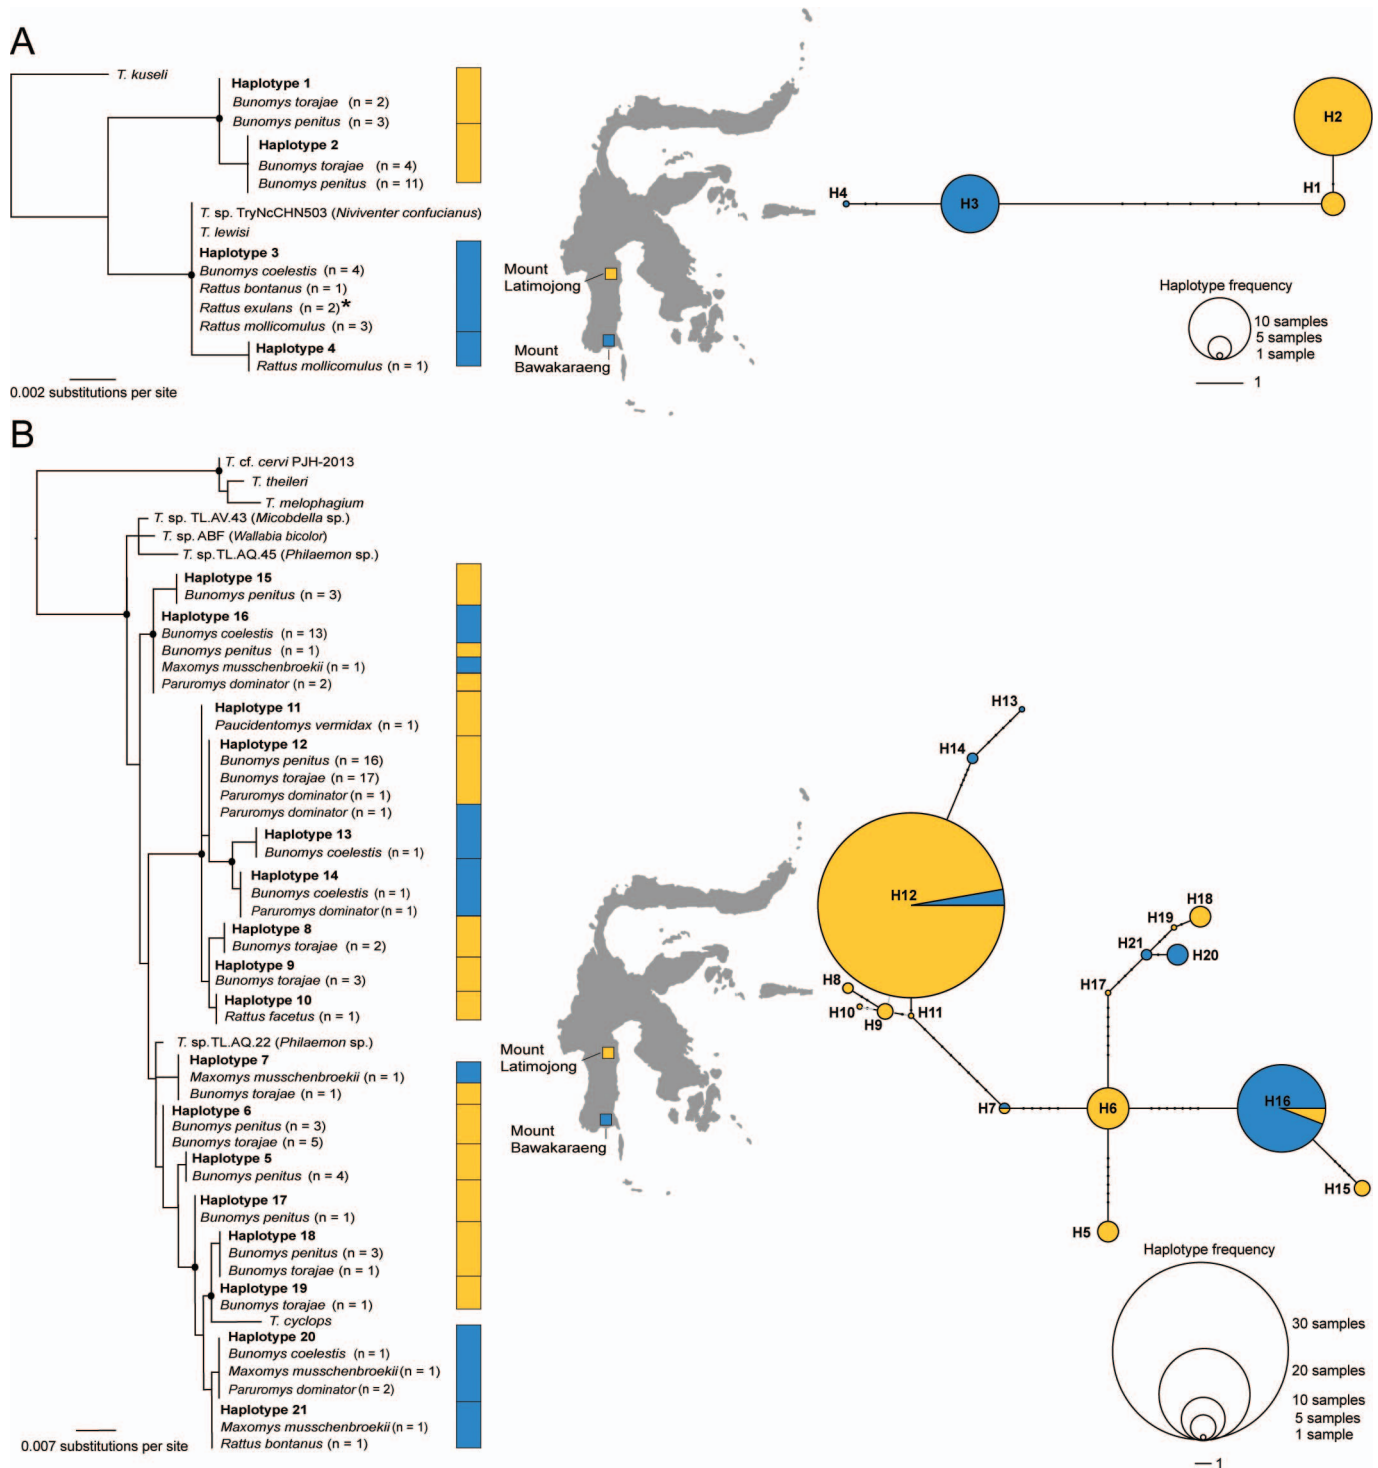 A
T. kuseli
Haplotype 1
Bunomys torajae (n = 2)
Bunomys penitus (n = 3)
Haplotype 2
Bunomys torajae (n = 4)
Bunomys penitus (n = 11)
T. sp. TryNcCHN503 (Niviventer confucianus)
T. lewisi
Haplotype 3
Bunomys coelestis (n = 4)
Rattus bontanus (n = 1)
Rattus exulans (n = 2)*
Rattus mollicomulus (n = 3)
Haplotype 4
Rattus mollicomulus (n = 1)
0.002 substitutions per site
Mount
Latimojong
Mount
Bawakaraeng
H2
H1
H4
H3
Haplotype frequency
10 samples
5 samples
1 sample
1
B
T. cf. cervi PJH-2013
T. theileri
T. melophagium
T. sp. TL.AV.43 (Micobdella sp.)
T. sp. ABF (Wallabia bicolor)
T. sp. TL.AQ.45 (Philaemon sp.)
Haplotype 15
Bunomys penitus (n = 3)
Haplotype 16
Bunomys coelestis (n = 13)
Bunomys penitus (n = 1)
Maxomys musschenbroekii (n = 1)
Paruromys dominator (n = 2)
Haplotype 11
Paucidentomys vermidax (n = 1)
Haplotype 12
Bunomys penitus (n = 16)
Bunomys torajae (n = 17)
Paruromys dominator (n = 1)
Paruromys dominator (n = 1)
Haplotype 13
Bunomys coelestis (n = 1)
Haplotype 14
Bunomys coelestis (n = 1)
Paruromys dominator (n = 1)
Haplotype 8
Bunomys torajae (n = 2)
Haplotype 9
Bunomys torajae (n = 3)
Haplotype 10
Rattus facetus (n = 1)
T. sp. TL.AQ.22 (Philaemon sp.)
Haplotype 7
Maxomys musschenbroekii (n = 1)
Bunomys torajae (n = 1)
Haplotype 6
Bunomys penitus (n = 3)
Bunomys torajae (n = 5)
Haplotype 5
Bunomys penitus (n = 4)
Haplotype 17
Bunomys penitus (n = 1)
Haplotype 18
Bunomys penitus (n = 3)
Bunomys torajae (n = 1)
Haplotype 19
Bunomys torajae (n = 1)
T. cyclops
Haplotype 20
Bunomys coelestis (n = 1)
Maxomys musschenbroekii (n = 1)
Paruromys dominator (n = 2)
Haplotype 21
Maxomys musschenbroekii (n = 1)
Rattus bontanus (n = 1)
0.007 substitutions per site
Mount
Latimojong
Mount
Bawakaraeng
H13
H14
H12
H18
H19
H21
H20
H8
H17
H10
H9
H11
H7
H6
H16
H15
H5
Haplotype frequency
30 samples
20 samples
10 samples
5 samples
1 sample
1